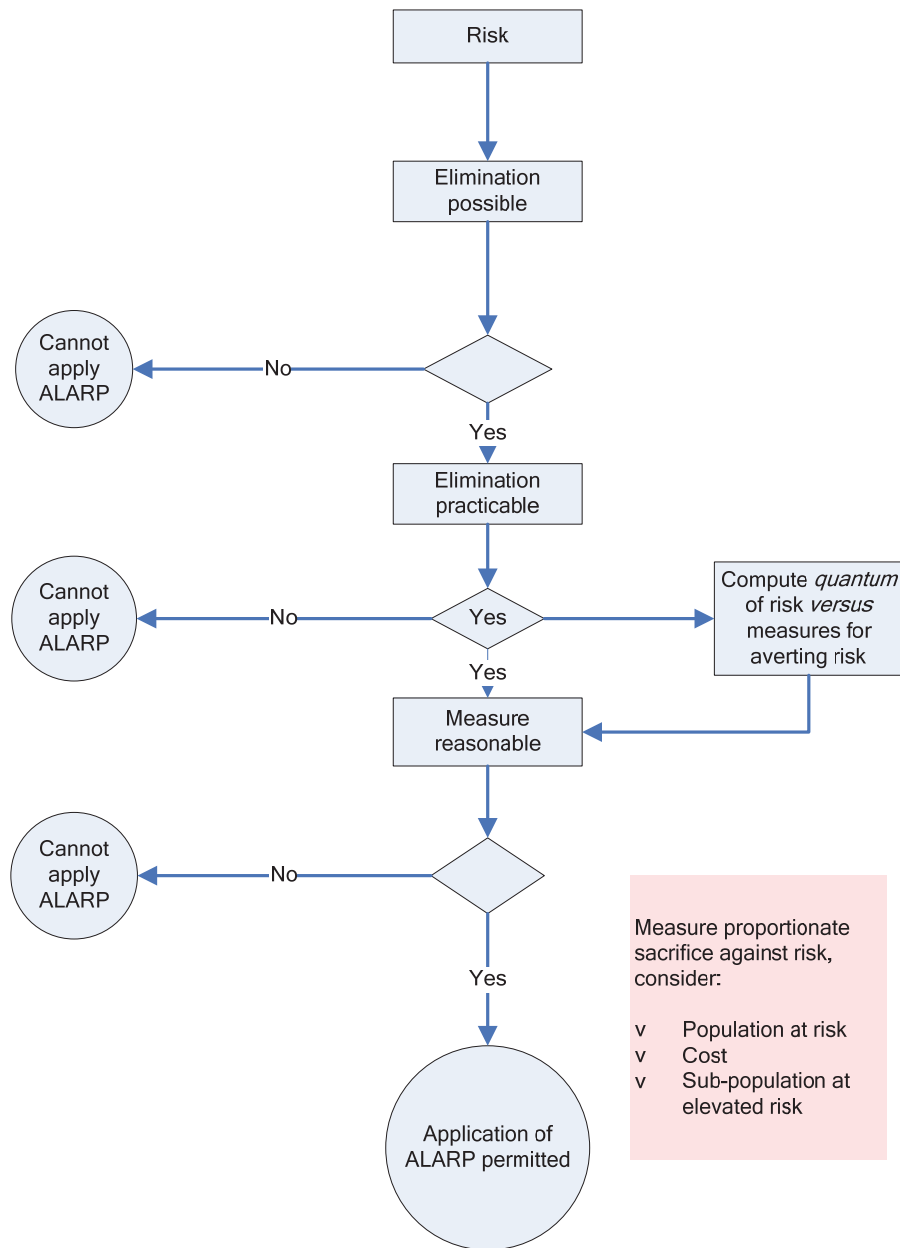 Risk
Elimination
possible
Cannot
apply
ALARP
No
Yes
Elimination
practicable
Cannot
apply
ALARP
No
Yes
Compute quantum
of risk versus
measures for
averting risk
Yes
Measure
reasonable
Cannot
apply
ALARP
No
Yes
Measure proportionate
sacrifice against risk,
consider:
v Population at risk
v Cost
v Sub-population at
elevated risk
Application of
ALARP permitted